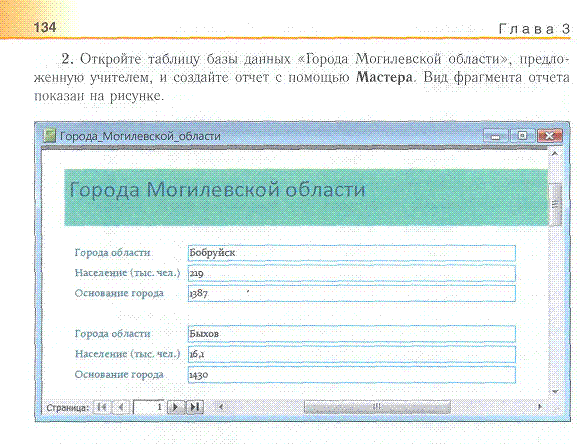 134
Глава 3
2. Откройте таблицу базы данных «Города Могилевской области», предло-
женную учителем, и создайте отчет с помощью Мастера. Вид фрагмента отчета
показан на рисунке.
Города_Могилевской_области
Города Могилевской области
Города области Бобруйск
Население (тыс. чел.) 219
Основание города 1387
Города области Быхов
Население (тыс. чел.) 16,1
Основание города 1430
Страница: 1